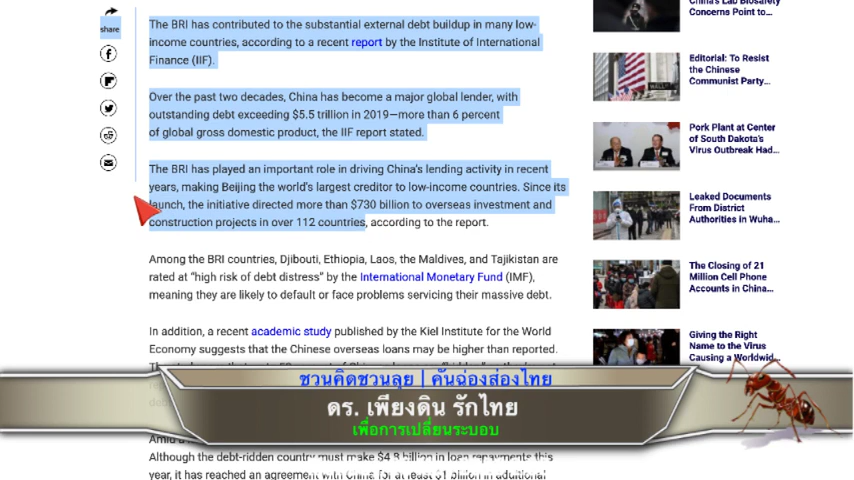 share
The BRI has contributed to the substantial external debt buildup in many low-
income countries, according to a recent report by the Institute of International
Finance (IIF).
Over the past two decades, China has become a major global lender, with
outstanding debt exceeding $5.5 trillion in 2019—more than 6 percent
of global gross domestic product, the IIF report stated.
The BRI has played an important role in driving China's lending activity in recent
years, making Beijing the world's largest creditor to low-income countries. Since its
launch, the initiative directed more than $730 billion to overseas investment and
construction projects in over 112 countries, according to the report.
Among the BRI countries, Djibouti, Ethiopia, Laos, the Maldives, and Tajikistan are
rated at “high risk of debt distress” by the International Monetary Fund (IMF),
meaning they are likely to default or face problems servicing their massive debt.
In addition, a recent academic study published by the Kiel Institute for the World
Economy suggests that the Chinese overseas loans may be higher than reported.
Although the debt-ridden country must make $4.8 billion in loan repayments this
year, it has reached an agreement with China for at least $1 billion in additional
China's Lab Biosafety
Concerns Point to...
Editorial: To Resist
the Chinese
Communist Party...
Pork Plant at Center
of South Dakota's
Virus Outbreak Had...
Leaked Documents
From District
Authorities in Wuha...
The Closing of 21
Million Cell Phone
Accounts in China...
Giving the Right
Name to the Virus
Causing a Worldwid...
ชวนคิดชวนลุย | คันฉ่องส่องไทย
ดร. เพียงดิน รักไทย
เพื่อการเปลี่ยนระบอบ